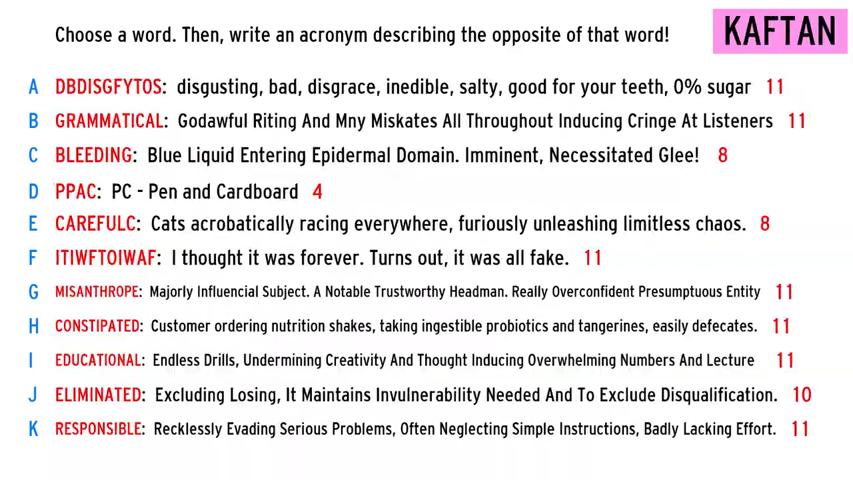 Choose a word. Then, write an acronym describing the opposite of that word!
KAFTAN
A DBDISGFYTOS: disgusting, bad, disgrace, inedible, salty, good for your teeth, 0% sugar 11
B GRAMMATICAL: Godawful Riting And Mny Miskates All Throughout Inducing Cringe At Listeners 11
C BLEEDING: Blue Liquid Entering Epidermal Domain. Imminent, Necessitated Glee! 8
D PPAC: PC - Pen and Cardboard 4
E CAREFULC: Cats acrobatically racing everywhere, furiously unleashing limitless chaos. 8
F ITIWFTOIWAF: I thought it was forever. Turns out, it was all fake. 11
G MISANTHROPE: Majorly Influencial Subject. A Notable Trustworthy Headman. Really Overconfident Presumptuous Entity 11
H CONSTIPATED: Customer ordering nutrition shakes, taking ingestible probiotics and tangerines, easily defecates. 11
I EDUCATIONAL: Endless Drills, Undermining Creativity And Thought Inducing Overwhelming Numbers And Lecture 11
J ELIMINATED: Excluding Losing, It Maintains Invulnerability Needed And To Exclude Disqualification. 10
K RESPONSIBLE: Recklessly Evading Serious Problems, Often Neglecting Simple Instructions, Badly Lacking Effort. 11